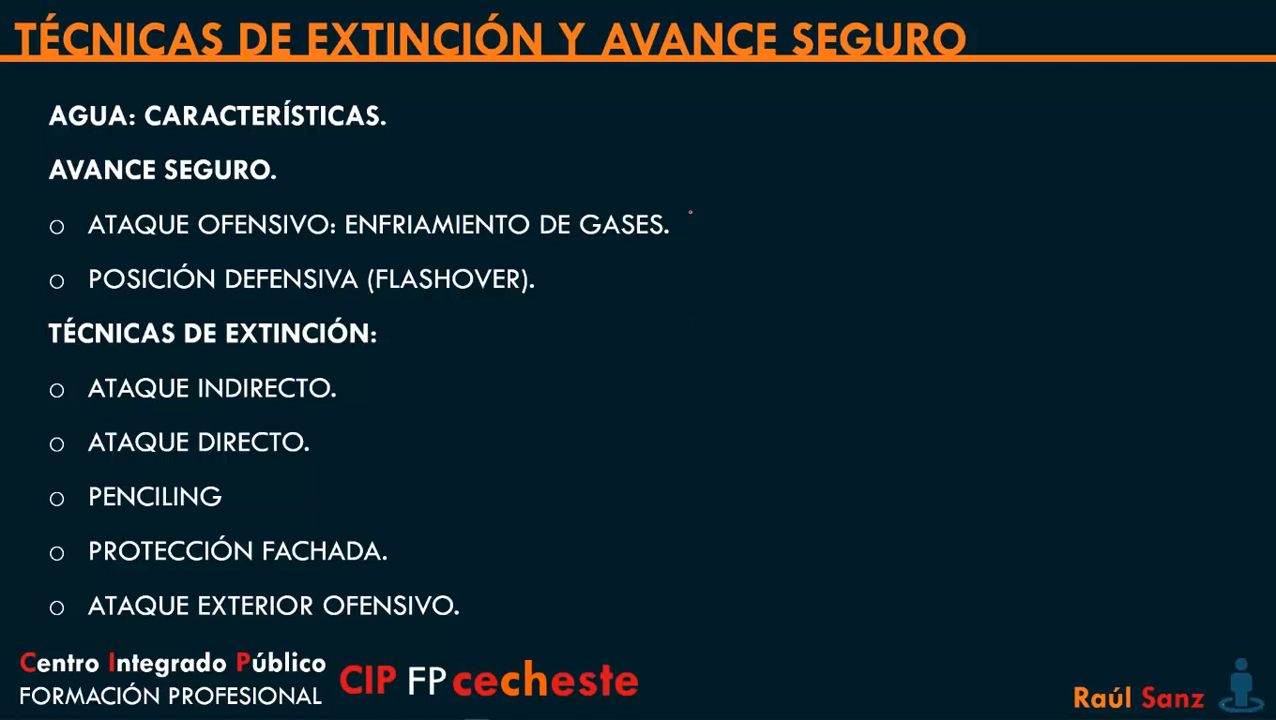 TÉCNICAS DE EXTINCIÓN Y AVANCE SEGURO
AGUA: CARACTERÍSTICAS.
AVANCE SEGURO.
o ATAQUE OFENSIVO: ENFRIAMIENTO DE GASES.
o POSICIÓN DEFENSIVA (FLASHOVER).
TÉCNICAS DE EXTINCIÓN:
o ATAQUE INDIRECTO.
o ATAQUE DIRECTO.
o PENCILING
o PROTECCIÓN FACHADA.
o ATAQUE EXTERIOR OFENSIVO.
Centro Integrado Público
FORMACIÓN PROFESIONAL
CIP FP cecheste
Raúl Sanz